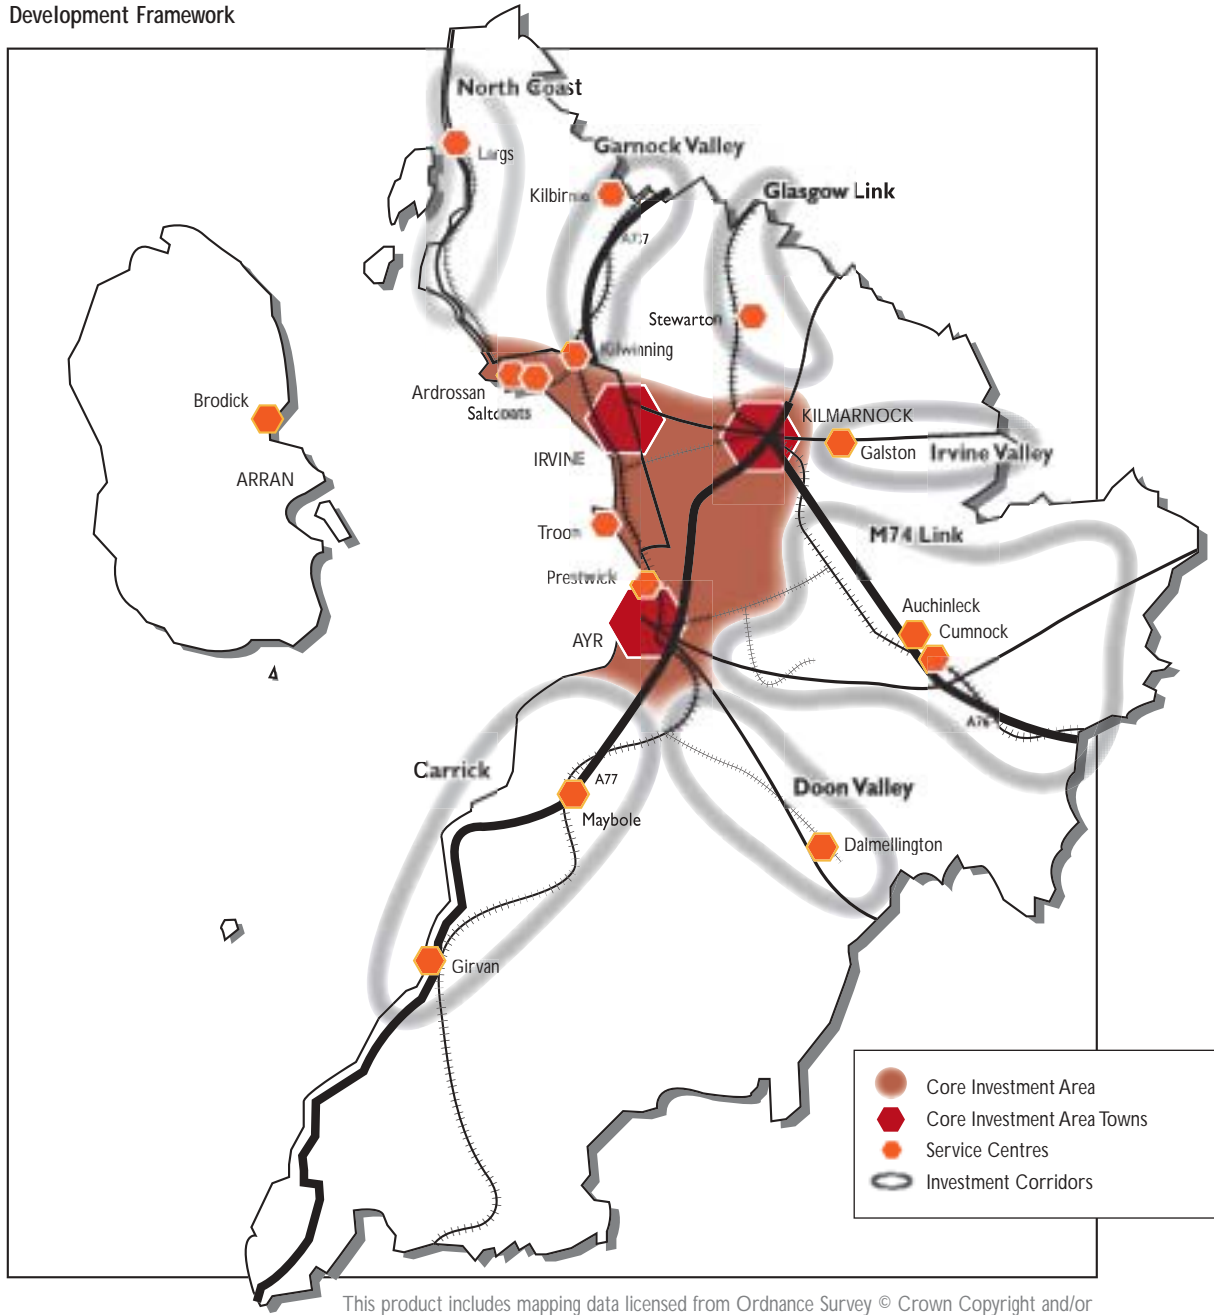 Development Framework
North Coast
Largs
Garnock Valley
Kilbirnie
Glasgow Link
A737
Stewarton
Kilwinning
Ardrossan
Saltcoats
Brodick
ARRAN
KILMARNOCK
Galston
Irvine Valley
IRVINE
Troon
M74 Link
Prestwick
Auchinleck
Cumnock
AYR
A76
Carrick
A77
Maybole
Doon Valley
Dalmellington
Girvan
Core Investment Area
Core Investment Area Towns
Service Centres
Investment Corridors
This product includes mapping data licensed from Ordnance Survey © Crown Copyright and/or